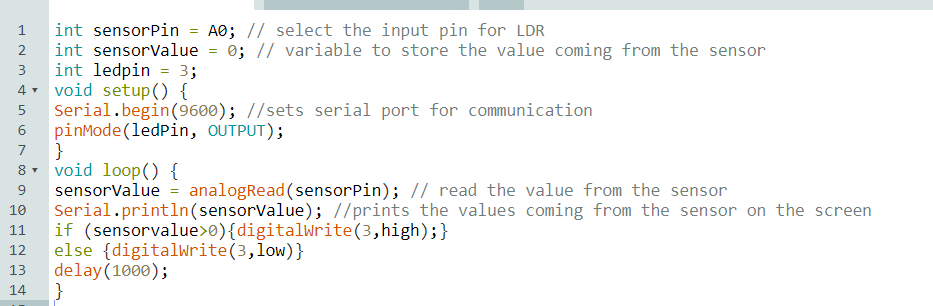 1 int sensorPin = A0; // select the input pin for LDR
2 int sensorValue = 0; // variable to store the value coming from the sensor
3 int ledpin = 3;
4 void setup() {
5 Serial.begin(9600); //sets serial port for communication
6 pinMode(ledPin, OUTPUT);
7 }
8 void loop() {
9 sensorValue = analogRead(sensorPin); // read the value from the sensor
10 Serial.println(sensorValue); //prints the values coming from the sensor on the screen
11 if (sensorvalue>0){digitalWrite(3,high);}
12 else {digitalWrite(3,low)}
13 delay(1000);
14 }